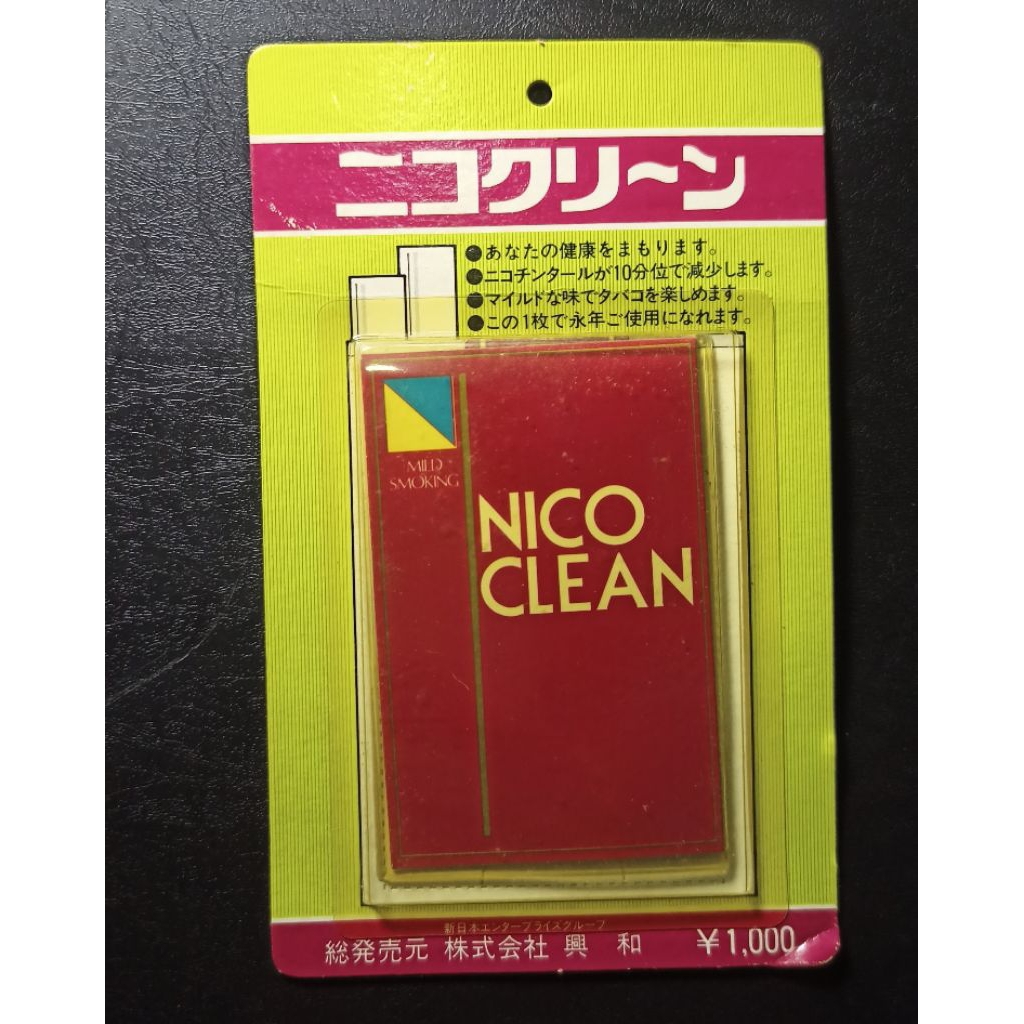 ニコクリ〜ン
●あなたの健康をまもります。
●ニコチンタールが10分位で減少します。
●マイルドな味でタバコを楽しめます。
●この1枚で永年ご使用になれます。
MILD
SMOKING
NICO
CLEAN
新日本エンタープライズグループ
総発売元 株式会社 興 和 ¥1,000